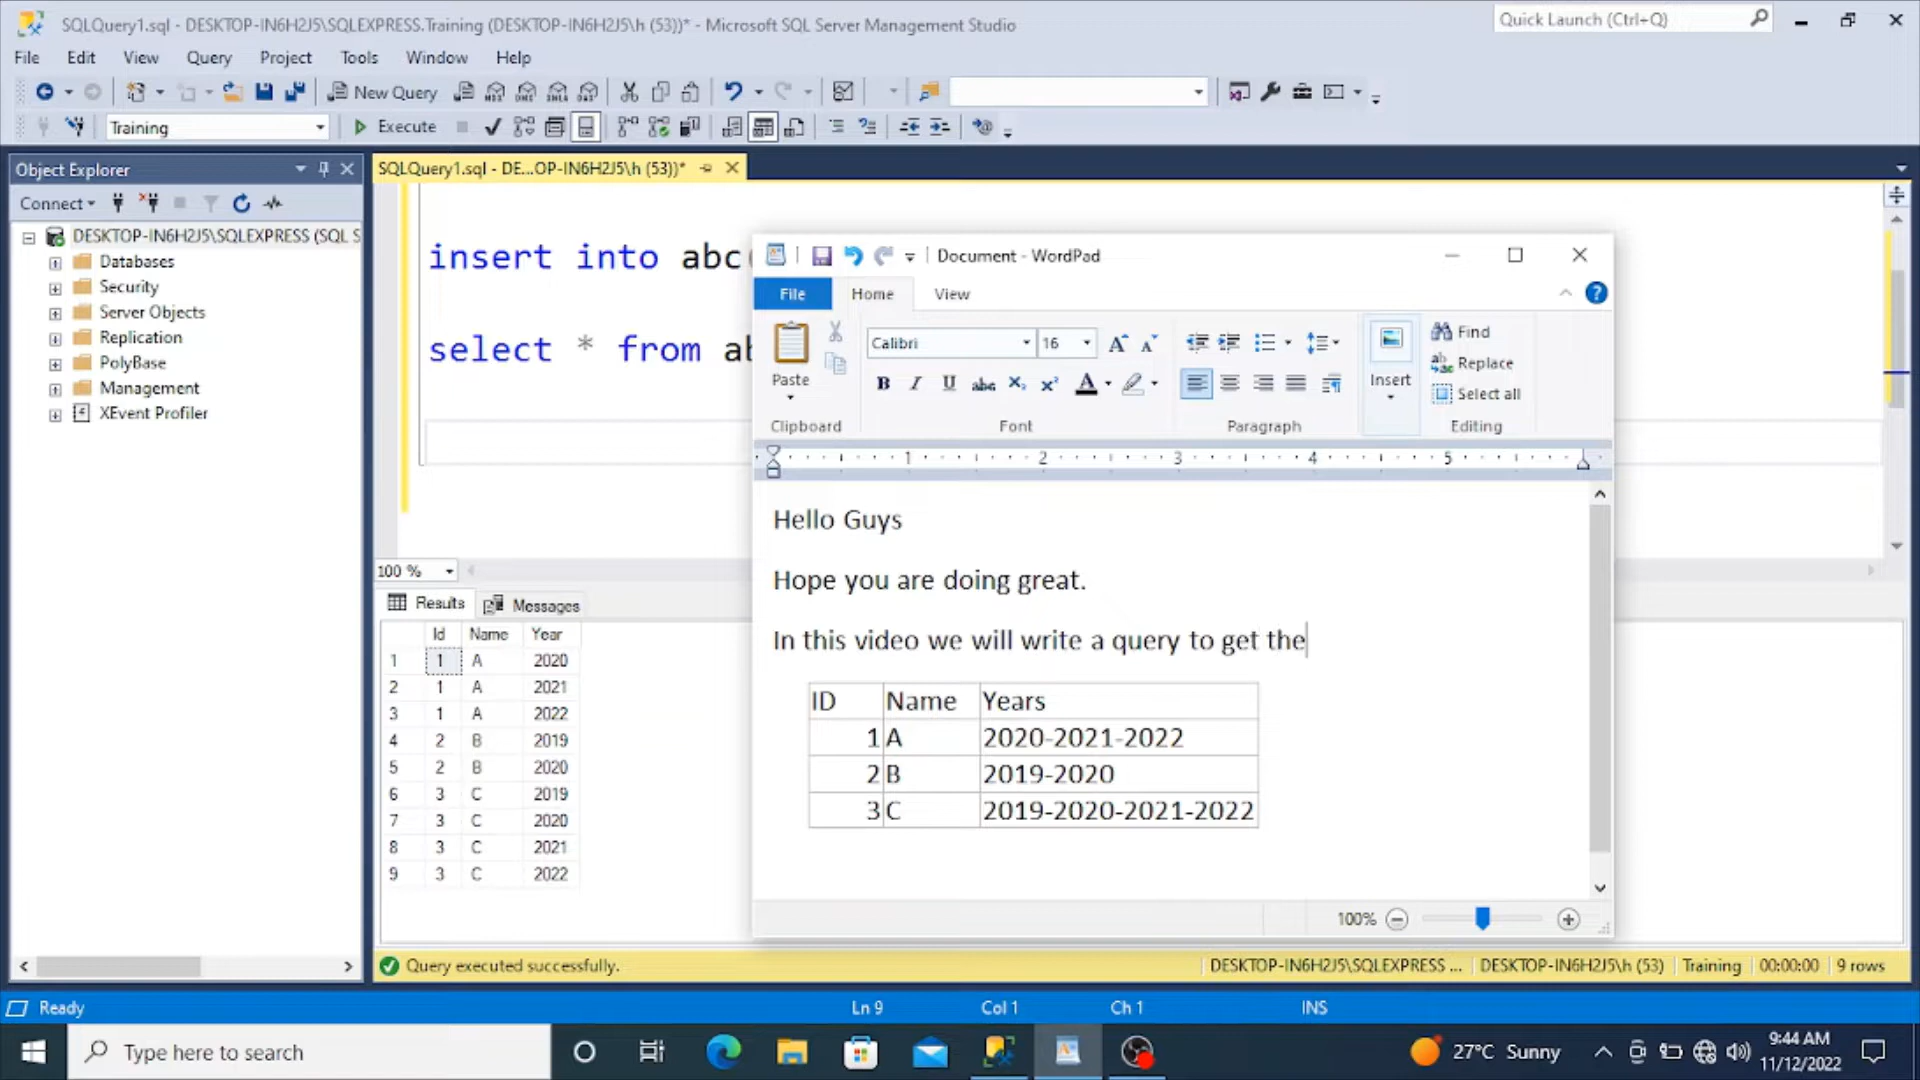 SQLQuery1.sql - DESKTOP-IN6H2J5\SQLEXPRESS.Training (DESKTOP-IN6H2J5\h (53))* - Microsoft SQL Server Management Studio
Quick Launch (Ctrl+Q)
File Edit View Query Project Tools Window Help
New Query
Training Execute
Object Explorer
SQLQuery1.sql - DE...OP-IN6H2J5\h (53))*
Connect
DESKTOP-IN6H2J5\SQLEXPRESS (SQL S
Databases
Security
Server Objects
Replication
PolyBase
Management
XEvent Profiler
insert into abc(
select * from ab
100 %
Results Messages
Id Name Year
1 1 A 2020
2 1 A 2021
3 1 A 2022
4 2 B 2019
5 2 B 2020
6 3 C 2019
7 3 C 2020
8 3 C 2021
9 3 C 2022
Document - WordPad
File Home View
Paste
Clipboard
Calibri 16
B I U abc X₂ X² A
Font
Paragraph
Insert
Find
Replace
Select all
Editing
1 2 3 4 5
Hello Guys
Hope you are doing great.
In this video we will write a query to get the
ID Name Years
1 A 2020-2021-2022
2 B 2019-2020
3 C 2019-2020-2021-2022
100%
Query executed successfully.
DESKTOP-IN6H2J5\SQLEXPRESS ... DESKTOP-IN6H2J5\h (53) Training 00:00:00 9 rows
Ready Ln 9 Col 1 Ch 1 INS
Type here to search
27°C Sunny
9:44 AM
11/12/2022